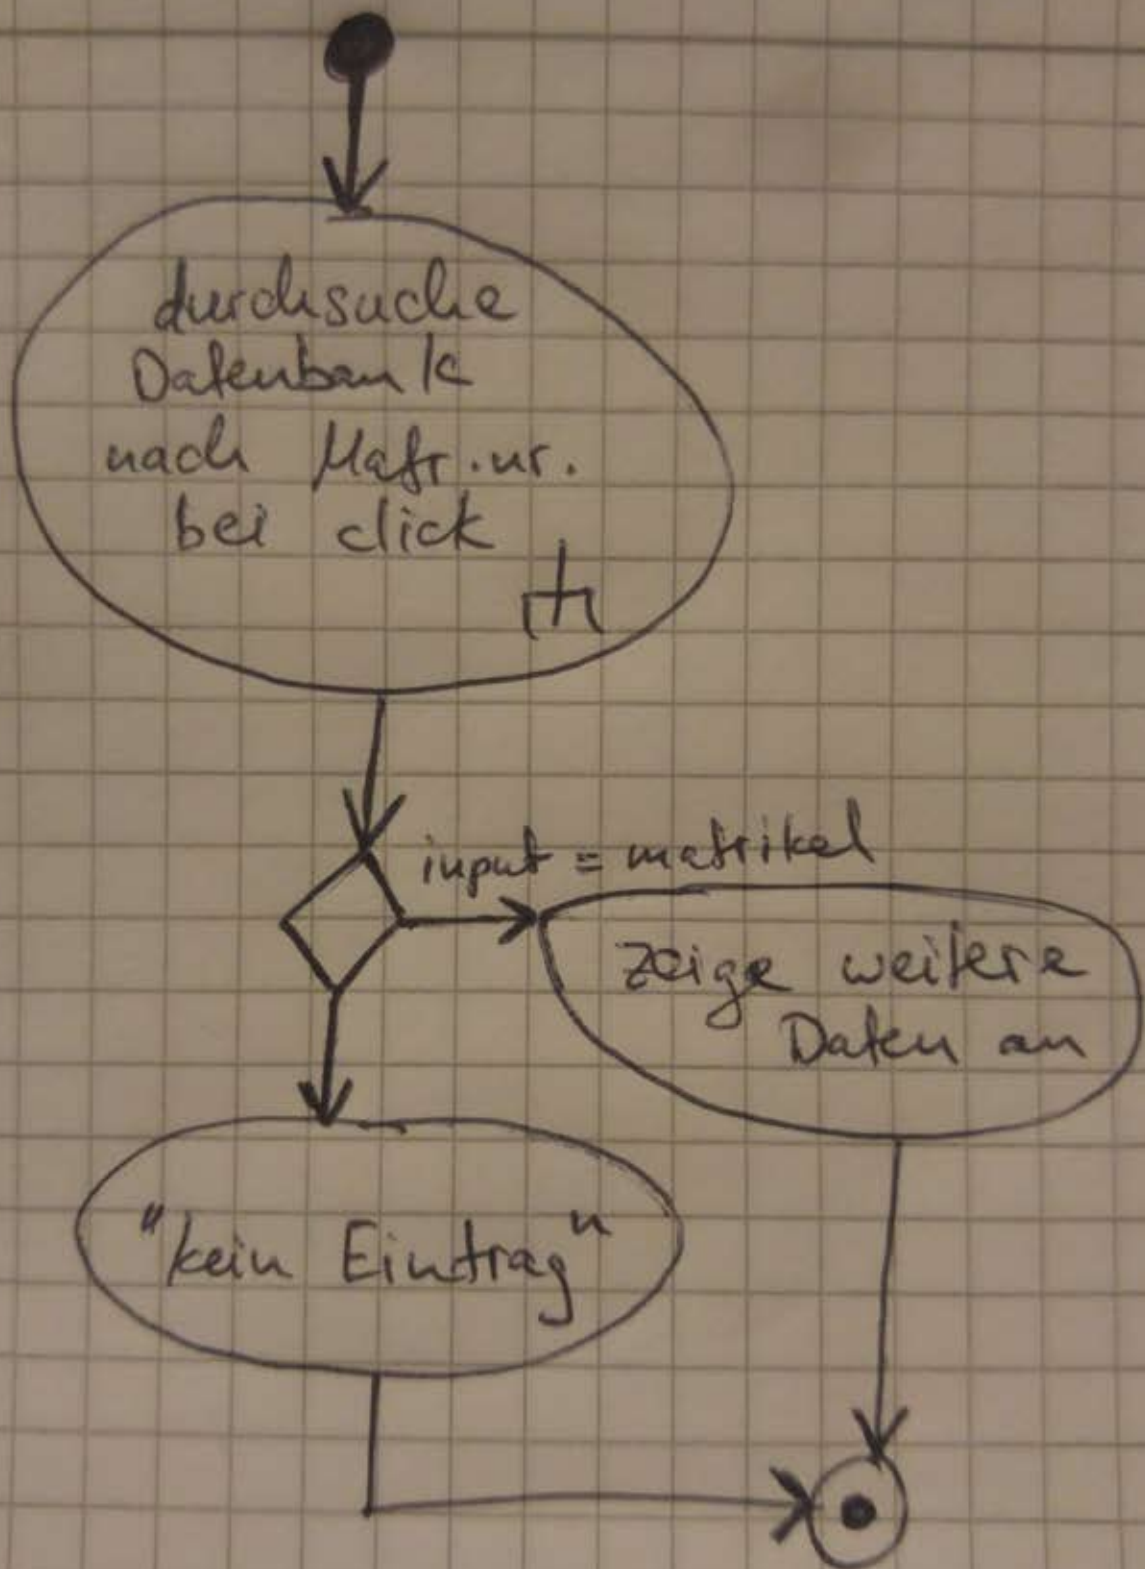 durchsuche
Datenbank
nach Matr.nr.
bei click
input = matrikel
zeige weitere
Daten an
"kein Eintrag"